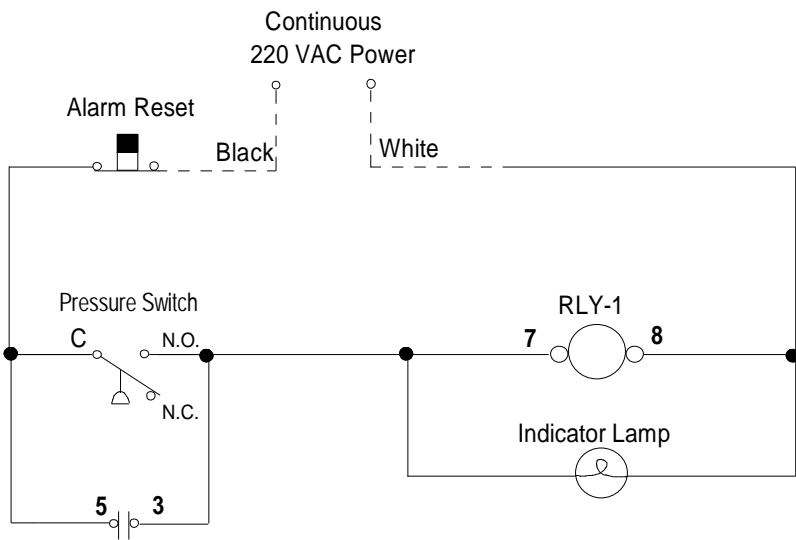 Continuous
220 VAC Power
Alarm Reset
Black
White
Pressure Switch
RLY-1
C
N.O.
7
8
N.C.
Indicator Lamp
5
3